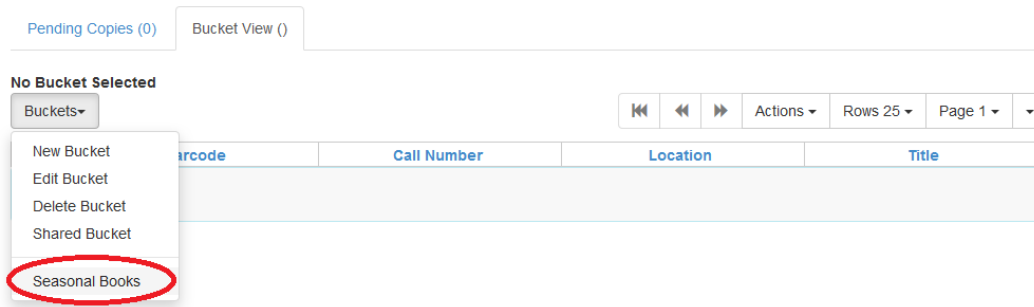 Pending Copies (0) Bucket View ()
No Bucket Selected
Buckets
Actions Rows 25 Page 1
arcode Call Number Location Title
New Bucket
Edit Bucket
Delete Bucket
Shared Bucket
Seasonal Books